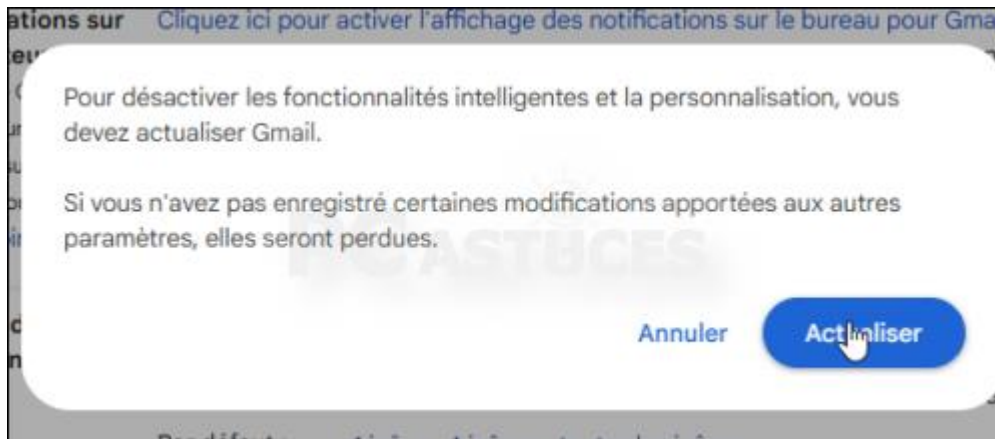 ations sur Cliquez ici pour activer l'affichage des notifications sur le bureau pour Gma
Pour désactiver les fonctionnalités intelligentes et la personnalisation, vous
devez actualiser Gmail.
Si vous n'avez pas enregistré certaines modifications apportées aux autres
paramètres, elles seront perdues.
PC ASTUCES
Annuler Actualiser